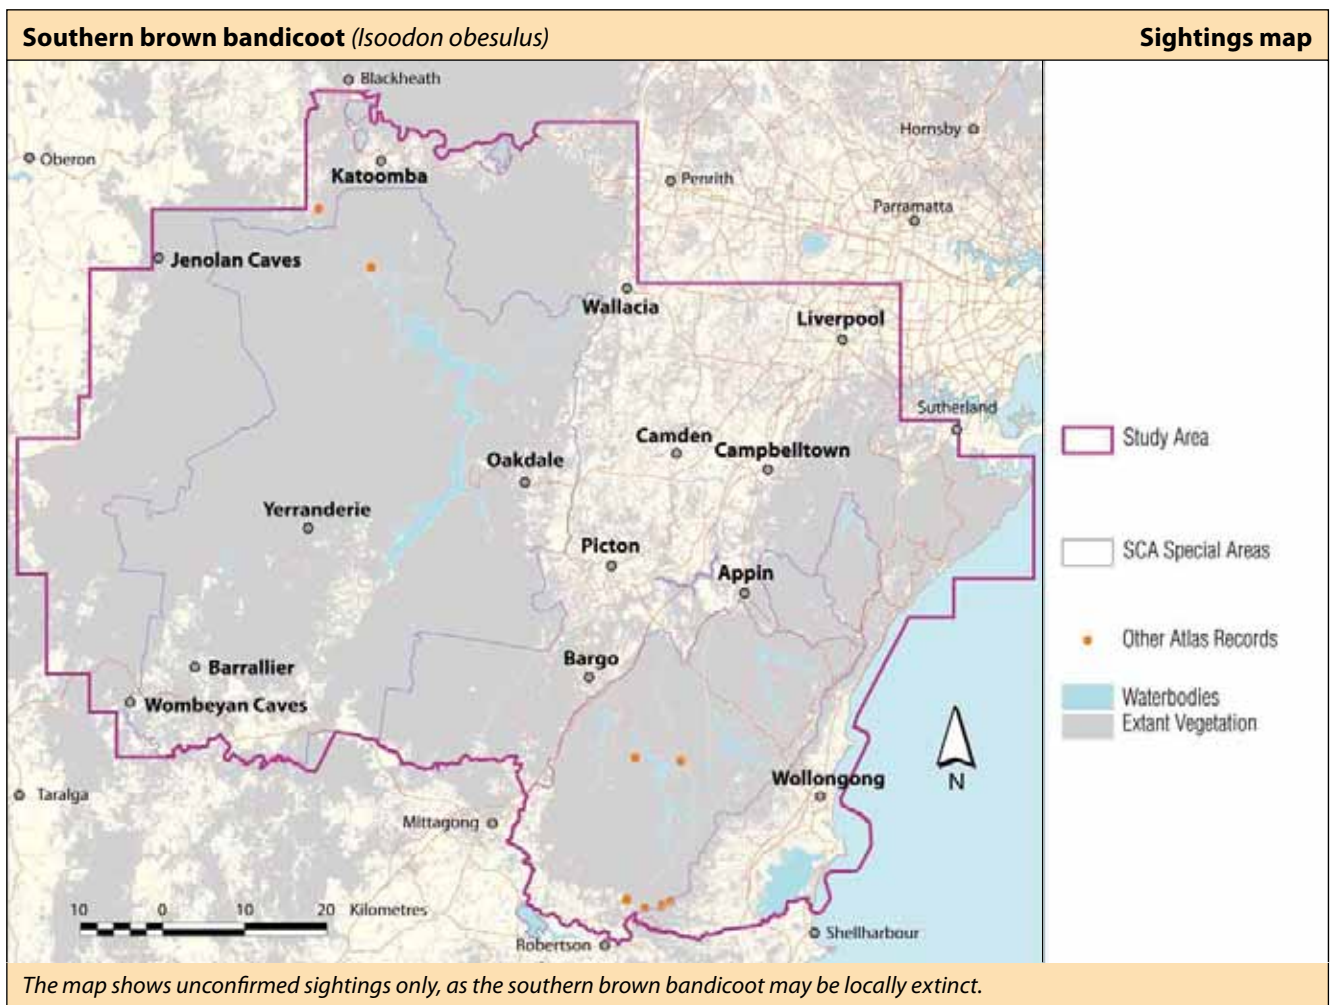 Southern brown bandicoot (Isoodon obesulus) Sightings map
Blackheath
Hornsby
Oberon
Katoomba
Penrith
Parramatta
Jenolan Caves
Wallacia
Liverpool
Sutherland
Camden
Campbelltown
Oakdale
Yerranderie
Picton
Appin
Bargo
Barrallier
Wombeyan Caves
Wollongong
N
Taralga
Mittagong
10 0 10 20 Kilometres
Robertson
Shellharbour
Study Area
SCA Special Areas
Other Atlas Records
Waterbodies
Extant Vegetation
The map shows unconfirmed sightings only, as the southern brown bandicoot may be locally extinct.